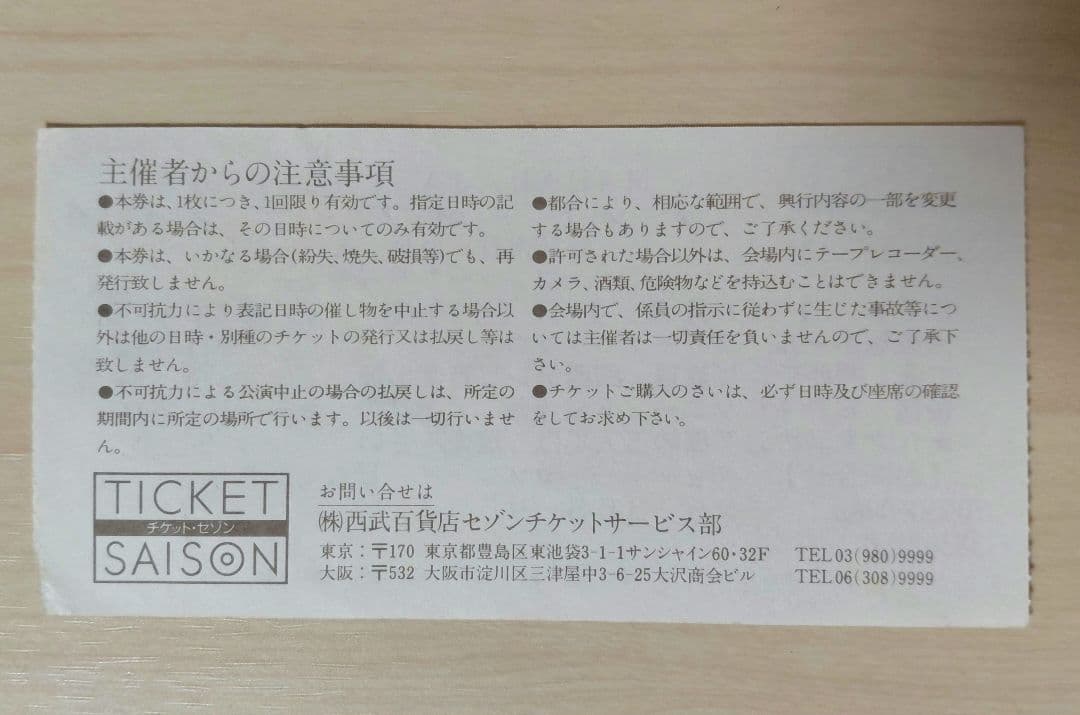 主催者からの注意事項
●本券は、1枚につき、1回限り有効です。指定日時の記
載がある場合は、その日時についてのみ有効です。
●本券は、いかなる場合(紛失、焼失、破損等)でも、再
発行致しません。
●不可抗力により表記日時の催し物を中止する場合以
外は他の日時・別種のチケットの発行又は払戻し等は
致しません。
●不可抗力による公演中止の場合の払戻しは、所定の
期間内に所定の場所で行います。以後は一切行いませ
ん。
●都合により、相応な範囲で、興行内容の一部を変更
する場合もありますので、ご了承ください。
●許可された場合以外は、会場内にテープレコーダー、
カメラ、酒類、危険物などを持込むことはできません。
●会場内で、係員の指示に従わずに生じた事故等につ
いては主催者は一切責任を負いませんので、ご了承下
さい。
●チケットご購入のさいは、必ず日時及び座席の確認
をしてお求め下さい。
TICKET
チケット・セゾン
SAISON
お問い合せは
㈱西武百貨店セゾンチケットサービス部
東京：〒170 東京都豊島区東池袋3-1-1サンシャイン60・32F TEL03(980)9999
大阪：〒532 大阪市淀川区三津屋中3-6-25大沢商会ビル TEL06(308)9999